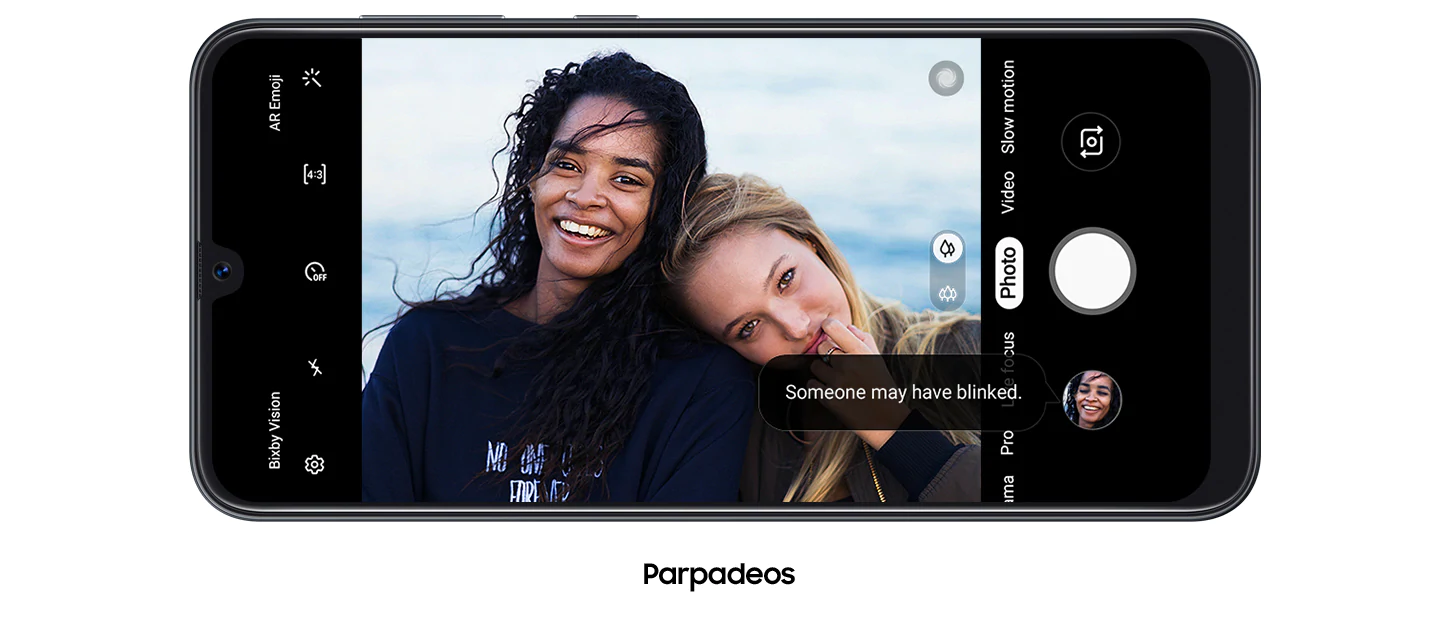 AR Emoji
4:3
OFF
Bixby Vision
NO ONE
FOREVER
Someone may have blinked.
Slow motion
Video
Photo
Live focus
Pro
ama
Parpadeos